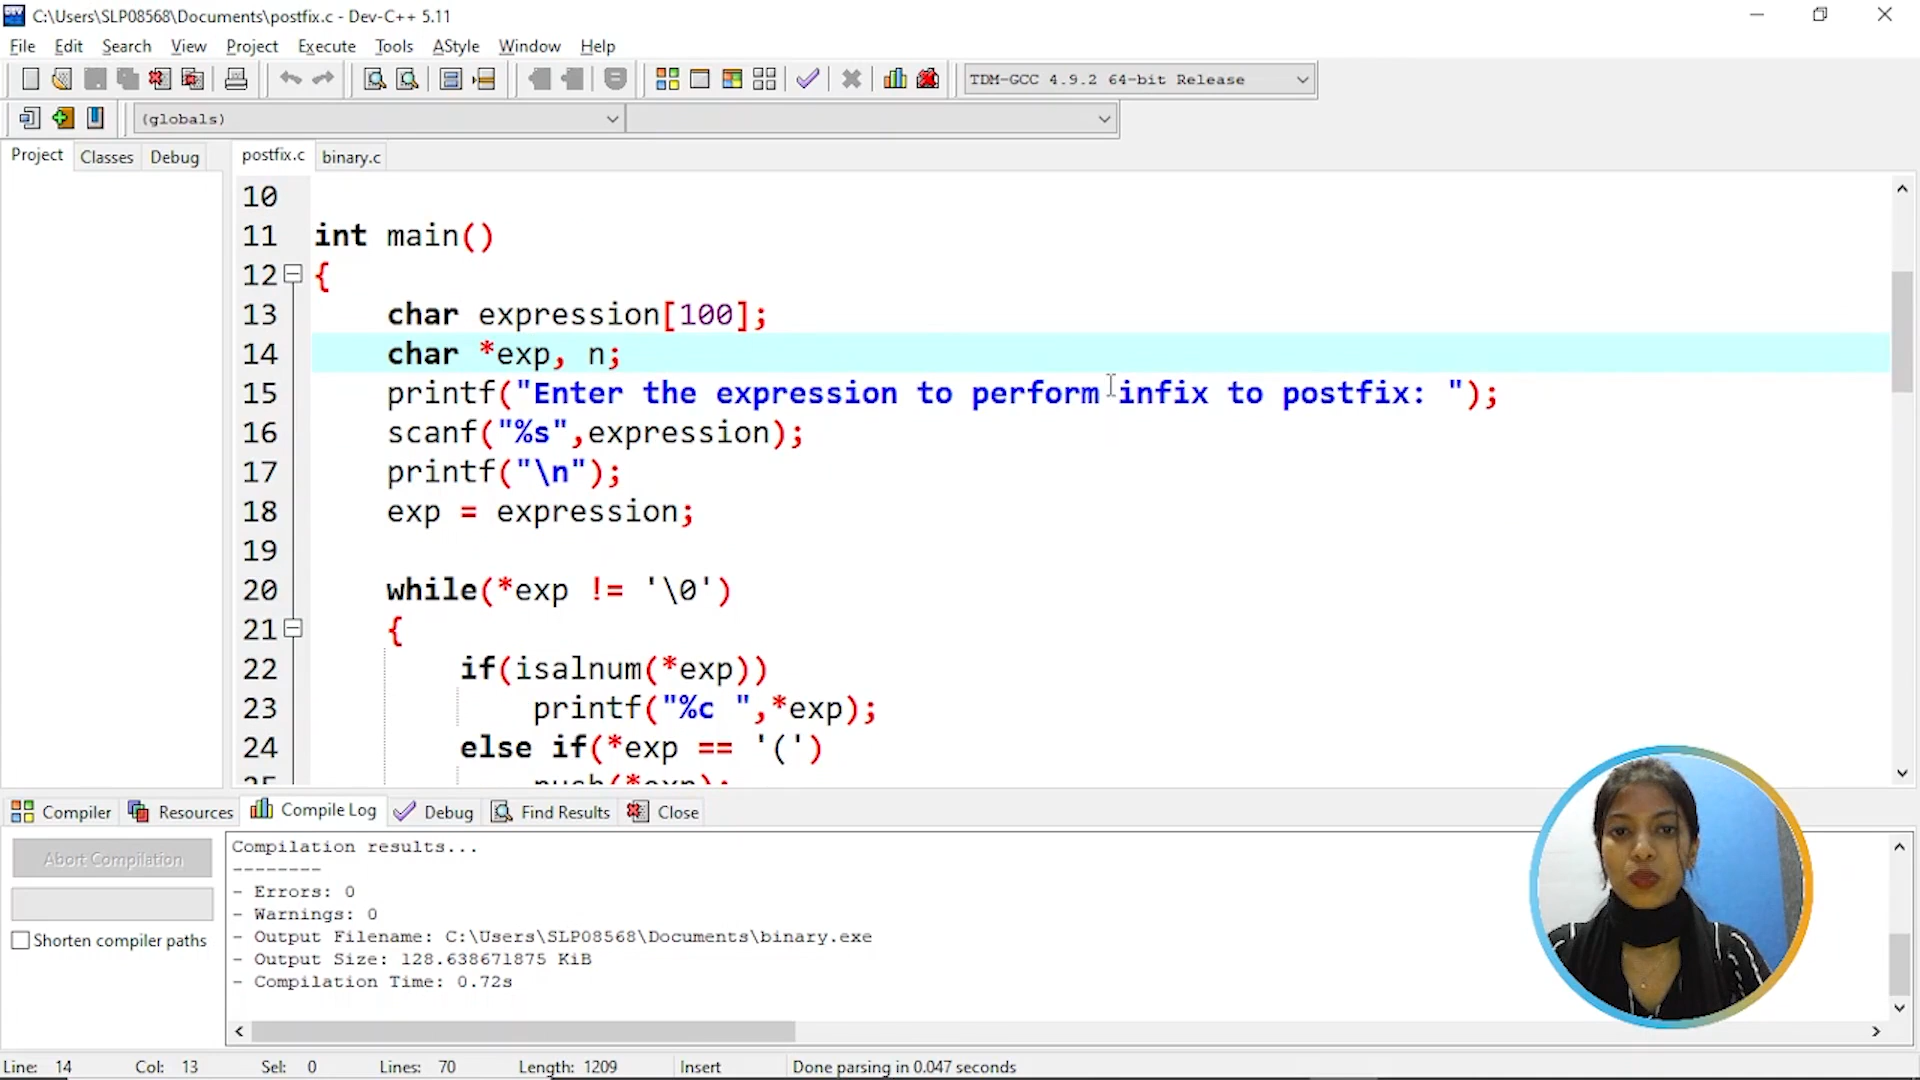 C:\Users\SLP08568\Documents\postfix.c - Dev-C++ 5.11
File Edit Search View Project Execute Tools AStyle Window Help
TDM-GCC 4.9.2 64-bit Release
(globals)
Project Classes Debug
postfix.c binary.c
10
11 int main()
12 {
13 char expression[100];
14 char *exp, n;
15 printf("Enter the expression to perform infix to postfix: ");
16 scanf("%s",expression);
17 printf("\n");
18 exp = expression;
19
20 while(*exp != '\0')
21 {
22 if(isalnum(*exp))
23 printf("%c ",*exp);
24 else if(*exp == '(')
25 push(*exp);
Compiler Resources Compile Log Debug Find Results Close
Abort Compilation
Shorten compiler paths
Compilation results...
--------
- Errors: 0
- Warnings: 0
- Output Filename: C:\Users\SLP08568\Documents\binary.exe
- Output Size: 128.638671875 KiB
- Compilation Time: 0.72s
Line: 14 Col: 13 Sel: 0 Lines: 70 Length: 1209 Insert Done parsing in 0.047 seconds